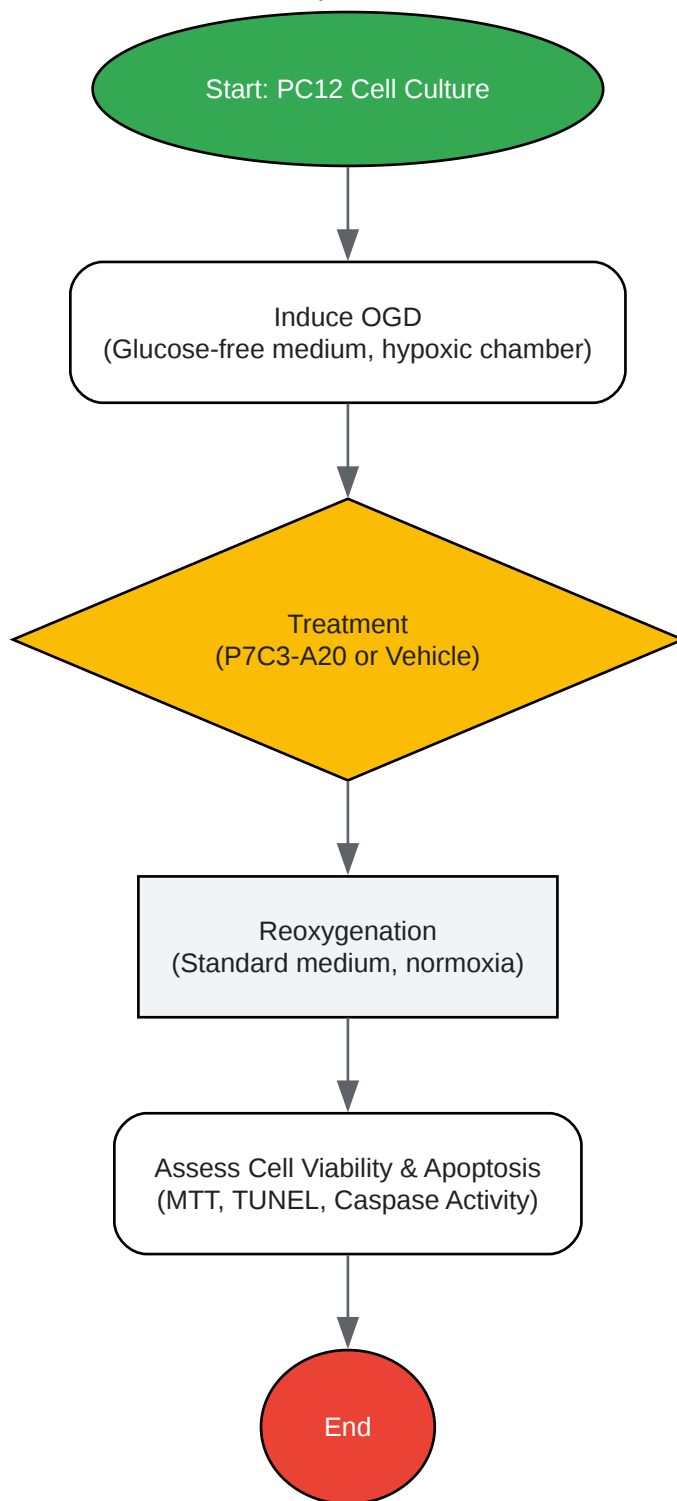 Start: PC12 Cell Culture
Induce OGD
(Glucose-free medium, hypoxic chamber)
Treatment
(P7C3-A20 or Vehicle)
Reoxygenation
(Standard medium, normoxia)
Assess Cell Viability & Apoptosis
(MTT, TUNEL, Caspase Activity)
End